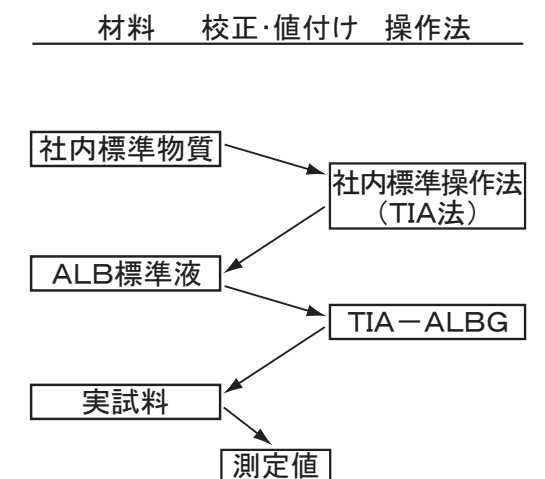 材料　校正・値付け　操作法
社内標準物質
社内標準操作法
（TIA法）
ALB標準液
TIA－ALBG
実試料
測定値